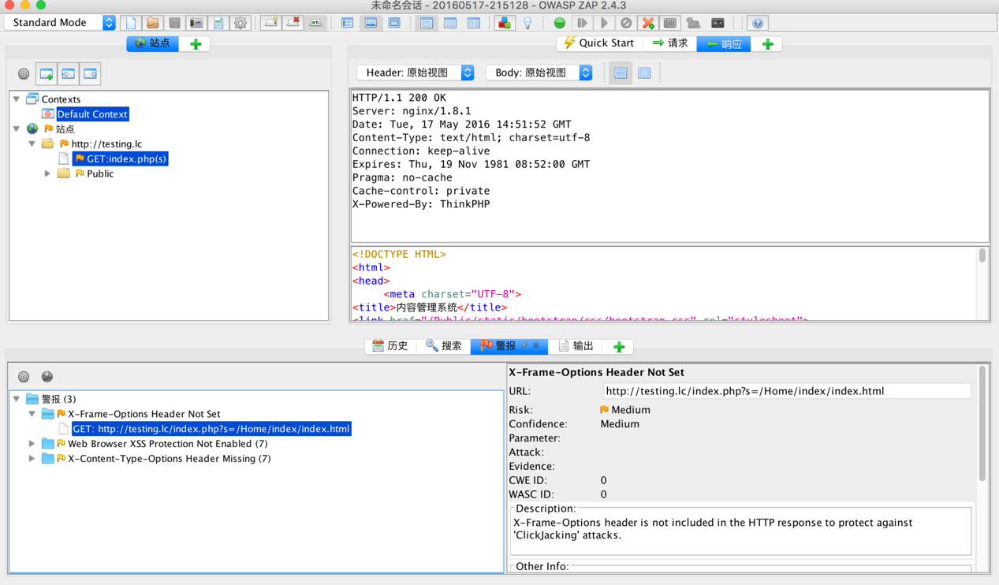 未命名会话 - 20160517-215128 - OWASP ZAP 2.4.3
Standard Mode
站点
Quick Start
请求
响应
Header: 原始视图
Body: 原始视图
Contexts
Default Context
站点
http://testing.lc
GET:index.php(s)
Public
HTTP/1.1 200 OK
Server: nginx/1.8.1
Date: Tue, 17 May 2016 14:51:52 GMT
Content-Type: text/html; charset=utf-8
Connection: keep-alive
Expires: Thu, 19 Nov 1981 08:52:00 GMT
Pragma: no-cache
Cache-control: private
X-Powered-By: ThinkPHP
<!DOCTYPE HTML>
<html>
<head>
<meta charset="UTF-8">
<title>内容管理系统</title>
<link href="/Public/static/bootstrap/css/bootstrap.css" rel="stylesheet">
历史
搜索
警报
输出
警报 (3)
X-Frame-Options Header Not Set
GET: http://testing.lc/index.php?s=/Home/index/index.html
Web Browser XSS Protection Not Enabled (7)
X-Content-Type-Options Header Missing (7)
X-Frame-Options Header Not Set
URL: http://testing.lc/index.php?s=/Home/index/index.html
Risk: Medium
Confidence: Medium
Parameter:
Attack:
Evidence:
CWE ID: 0
WASC ID: 0
Description:
X-Frame-Options header is not included in the HTTP response to protect against
'ClickJacking' attacks.
Other Info: